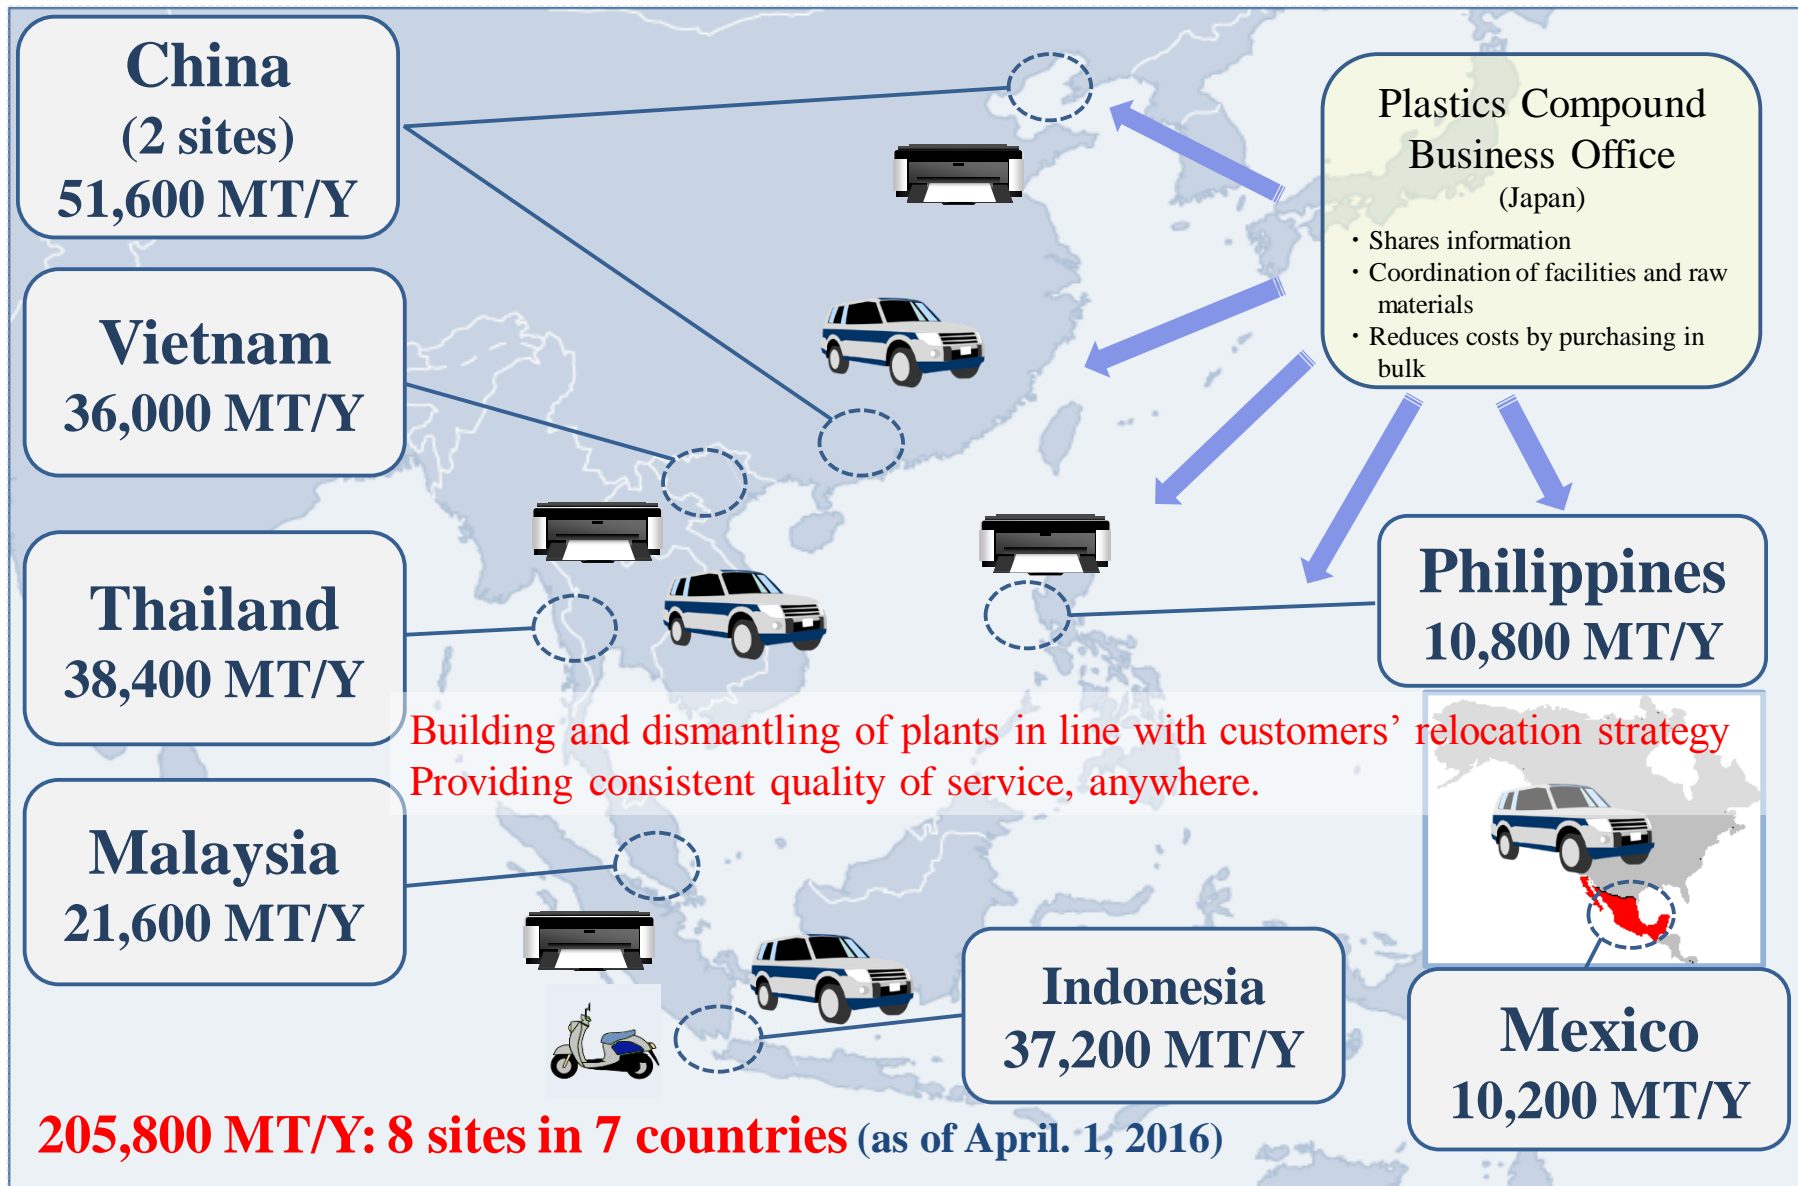 China
(2 sites)
51,600 MT/Y
Plastics Compound
Business Office
(Japan)
・Shares information
・Coordination of facilities and raw
materials
・Reduces costs by purchasing in
bulk
Vietnam
36,000 MT/Y
Thailand
38,400 MT/Y
Philippines
10,800 MT/Y
Building and dismantling of plants in line with customers’ relocation strategy
Providing consistent quality of service, anywhere.
Malaysia
21,600 MT/Y
Indonesia
37,200 MT/Y
Mexico
10,200 MT/Y
205,800 MT/Y: 8 sites in 7 countries (as of April. 1, 2016)